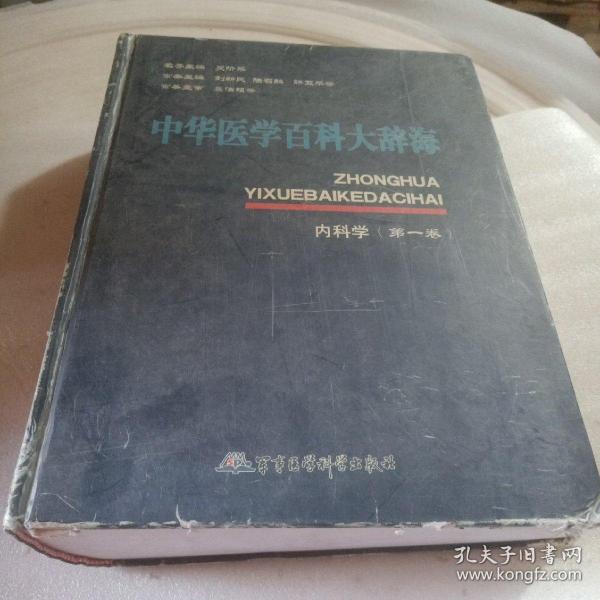 中华医学百科大辞海
ZHONGHUA
YIXUEBAIKEDACIHAI
内科学（第一卷）
军事医学科学出版社
孔夫子旧书网
www.kongfz.com